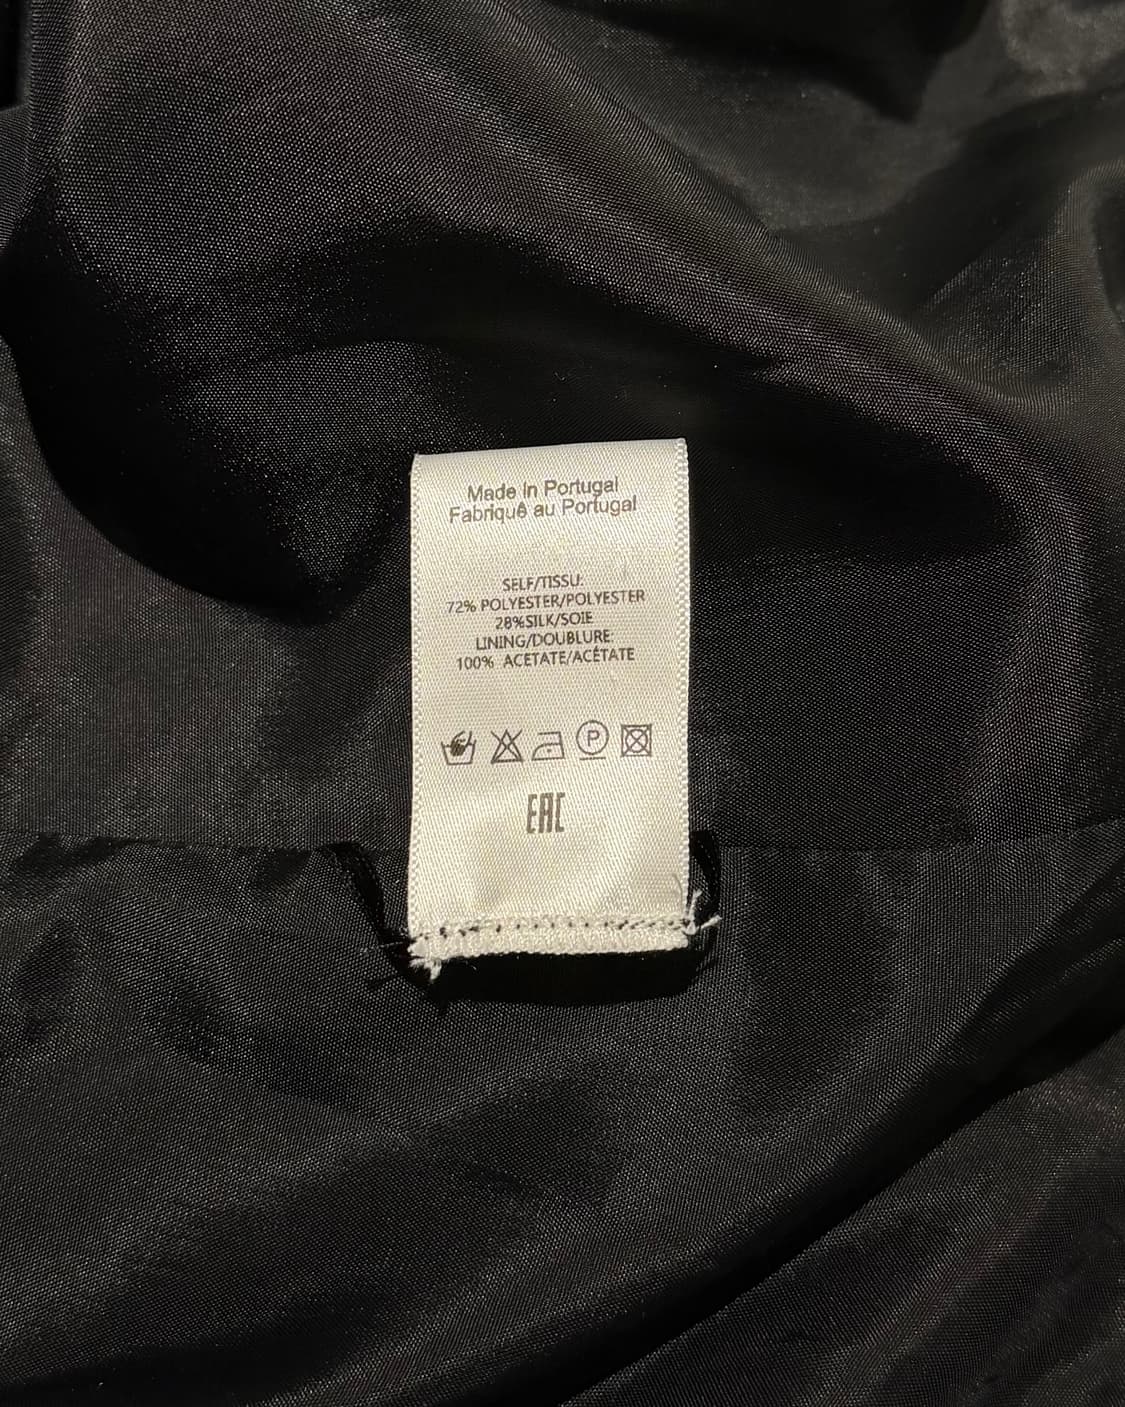 Made In Portugal
Fabriquê au Portugal
SELF/TISSU:
72% POLYESTER/POLYESTER
28%SILK/SOIE
LINING/DOUBLURE:
100% ACETATE/ACÉTATE
P
EAC